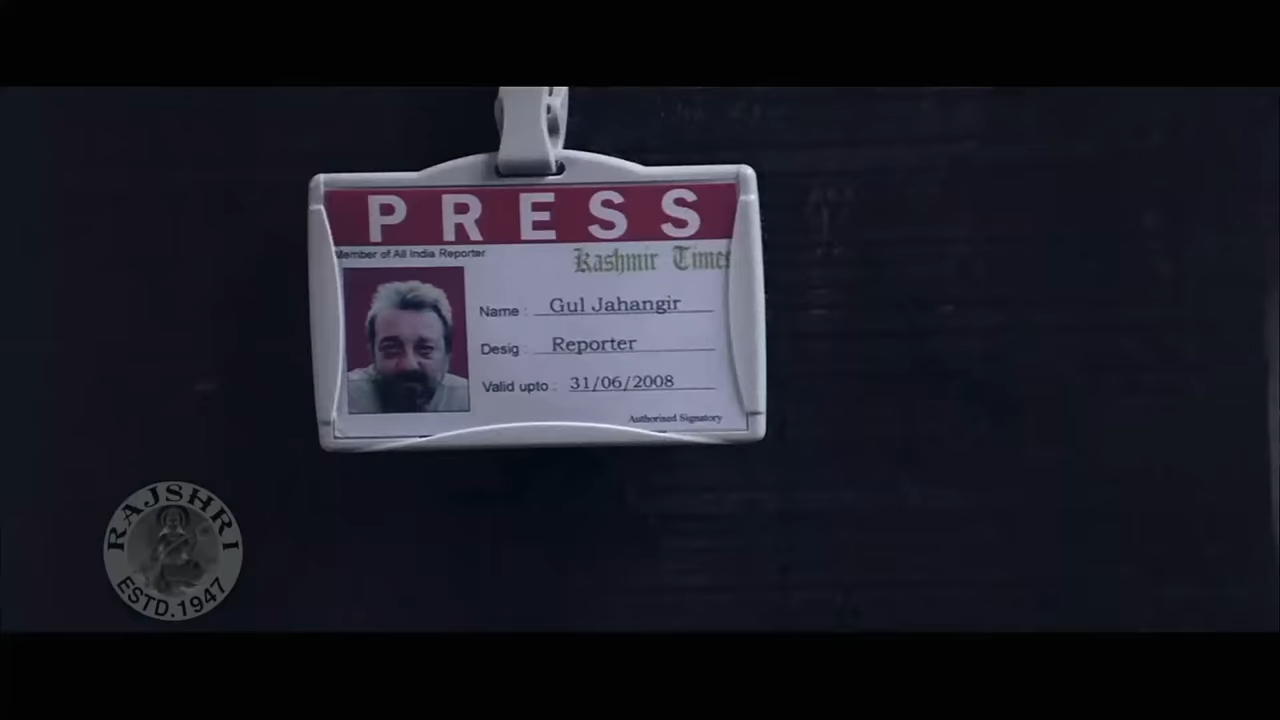 PRESS
Member of All India Reporter
Kashmir Times
Name : Gul Jahangir
Desig : Reporter
Valid upto : 31/06/2008
Authorised Signatory
RAJSHRI
ESTD.1947